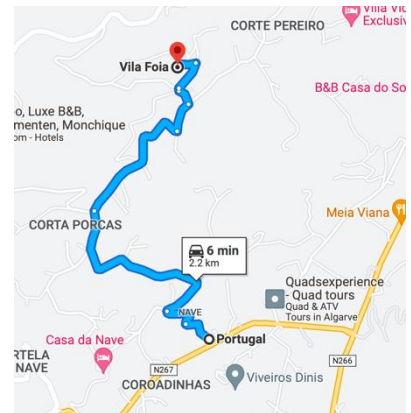 Villa Vic
Exclusiv
CORTE PEREIRO
Vila Foia
B&B Casa do So
o, Luxe B&B,
menten, Monchique
om - Hotels
Meia Viana
CORTA PORCAS
6 min
2.2 km
Quadsexperience
- Quad tours
Quad & ATV
Tours in Algarve
NAVE
Casa da Nave
Portugal
RTELA
NAVE
N267
N266
COROADINHAS
Viveiros Dinis